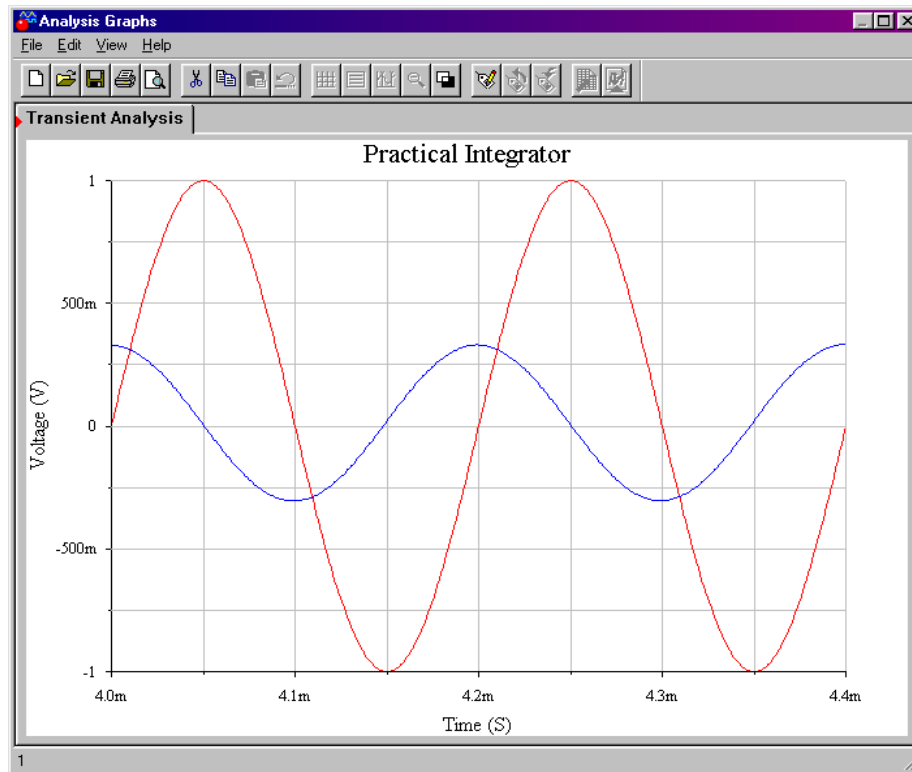 Analysis Graphs
File Edit View Help
Transient Analysis
Practical Integrator
1
500m
0
-500m
-1
Voltage (V)
4.0m 4.1m 4.2m 4.3m 4.4m
Time (S)
1